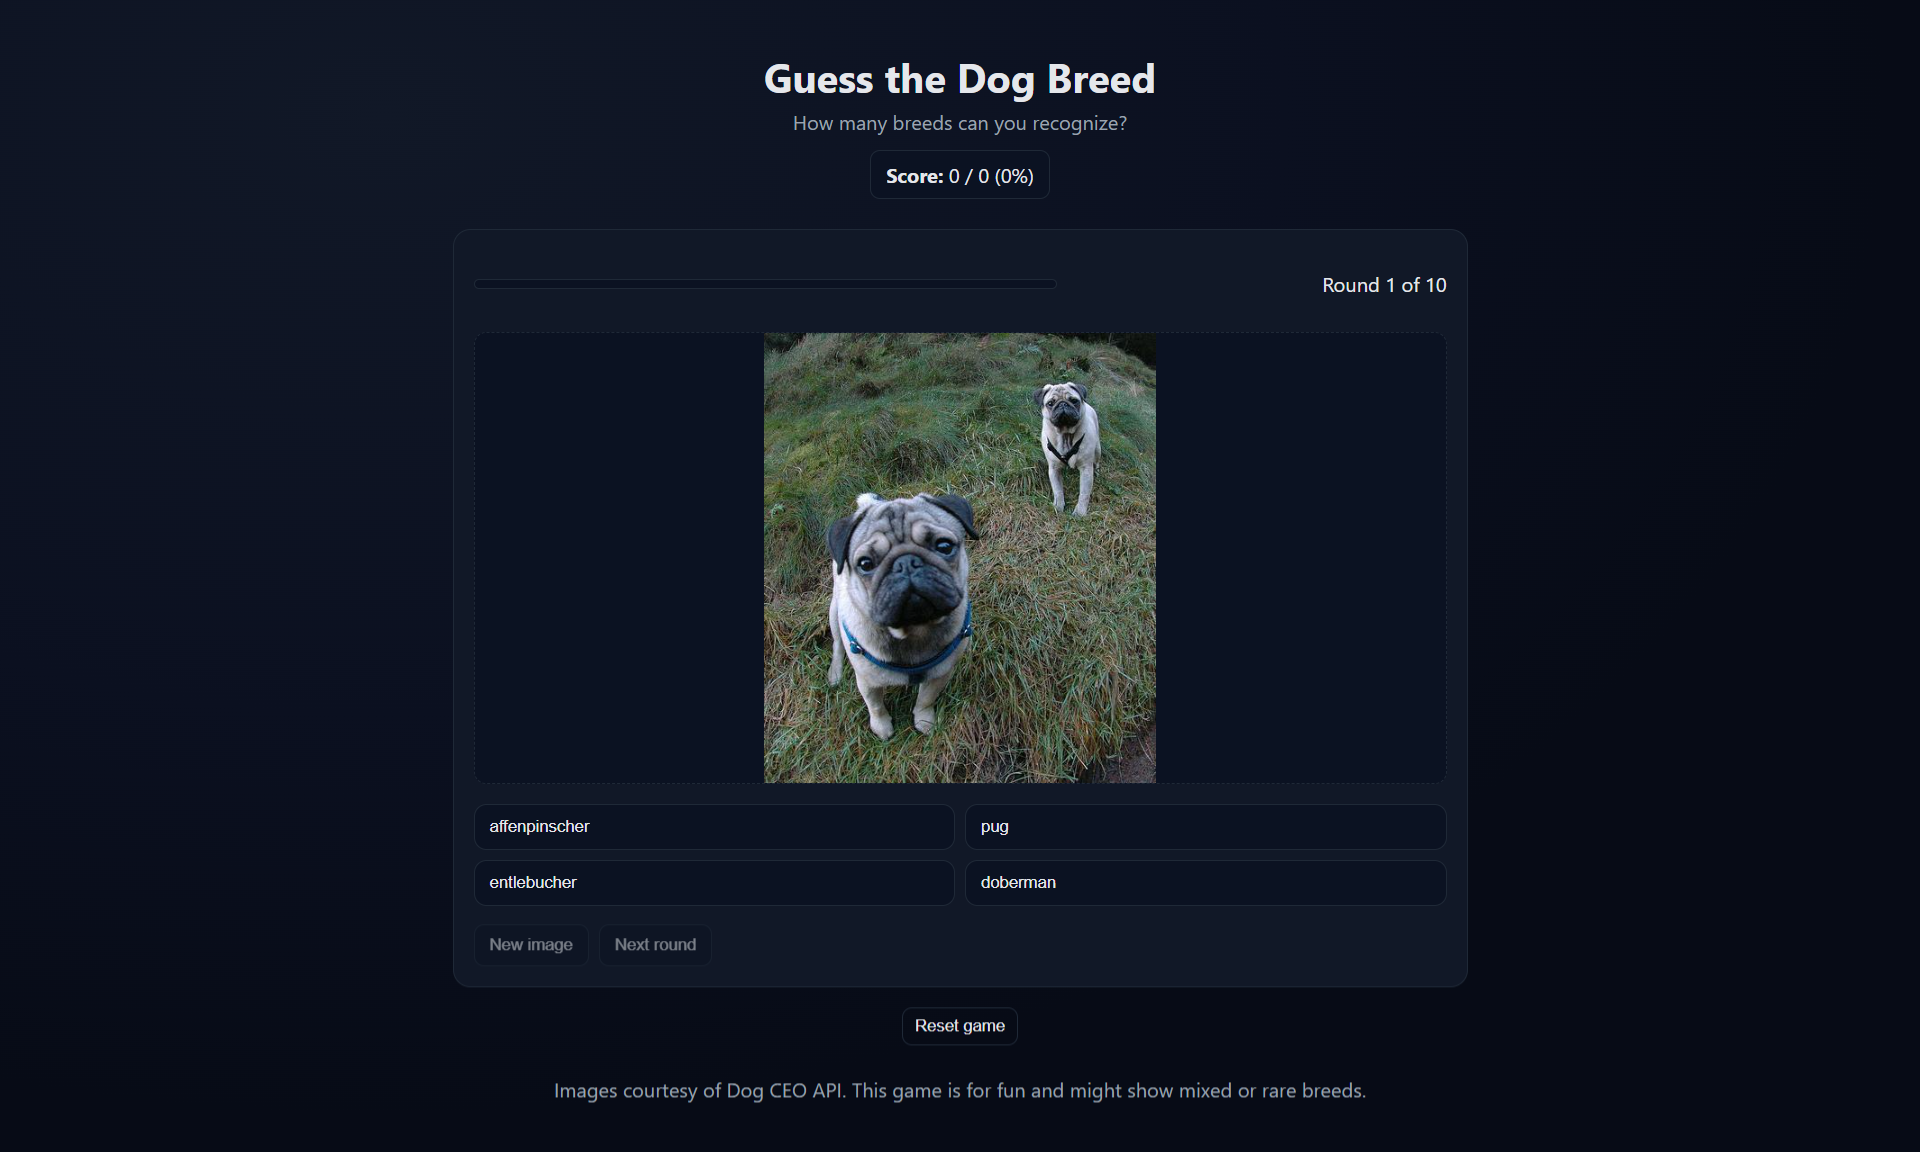 Guess the Dog Breed
How many breeds can you recognize?
Score: 0 / 0 (0%)
Round 1 of 10
affenpinscher
pug
entlebucher
doberman
New image
Next round
Reset game
Images courtesy of Dog CEO API. This game is for fun and might show mixed or rare breeds.